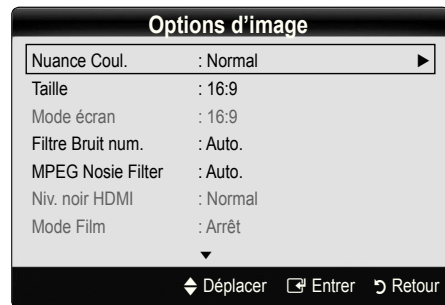 Options d'image
Nuance Coul. : Normal ►
Taille : 16:9
Mode écran : 16:9
Filtre Bruit num. : Auto.
MPEG Nosie Filter : Auto.
Niv. noir HDMI : Normal
Mode Film : Arrêt
▼
Déplacer Entrer Retour